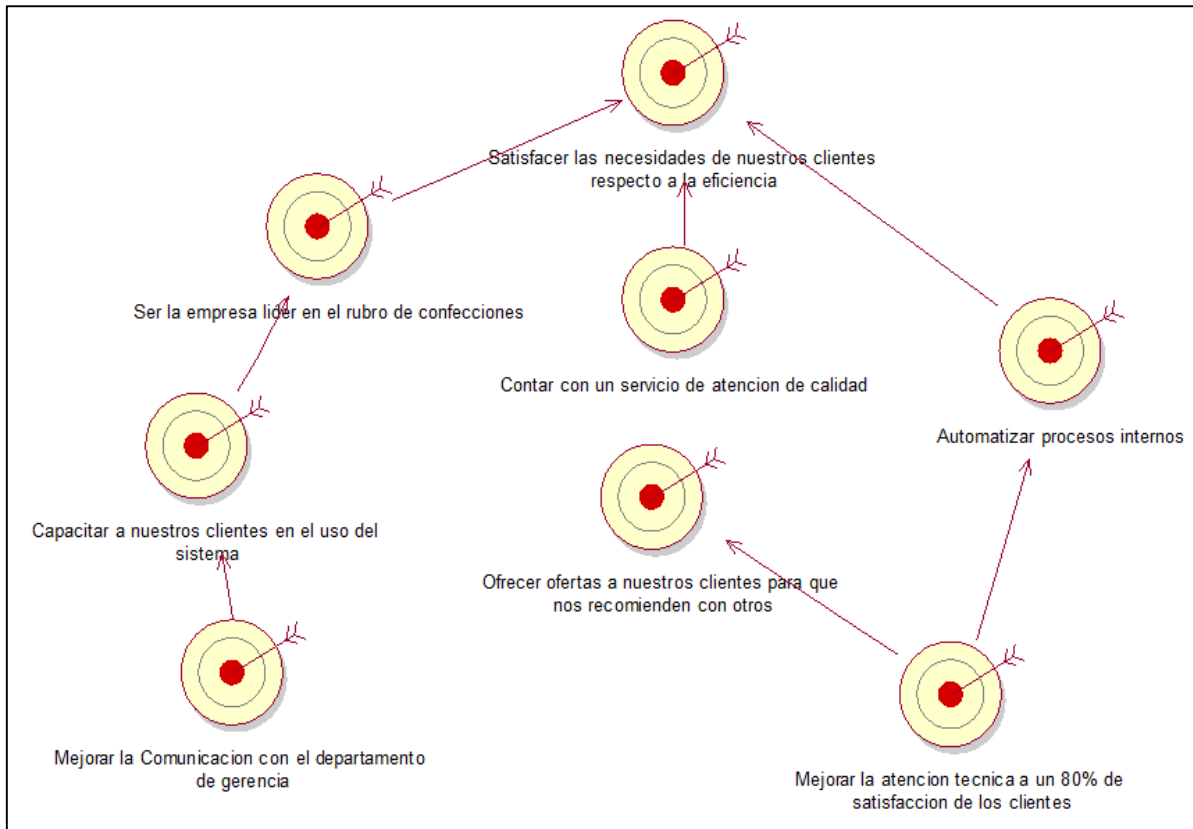 Satisfacer las necesidades de nuestros clientes
respecto a la eficiencia
Ser la empresa lider en el rubro de confecciones
Contar con un servicio de atencion de calidad
Automatizar procesos internos
Capacitar a nuestros clientes en el uso del
sistema
Ofrecer ofertas a nuestros clientes para que
nos recomienden con otros
Mejorar la Comunicacion con el departamento
de gerencia
Mejorar la atencion tecnica a un 80% de
satisfaccion de los clientes